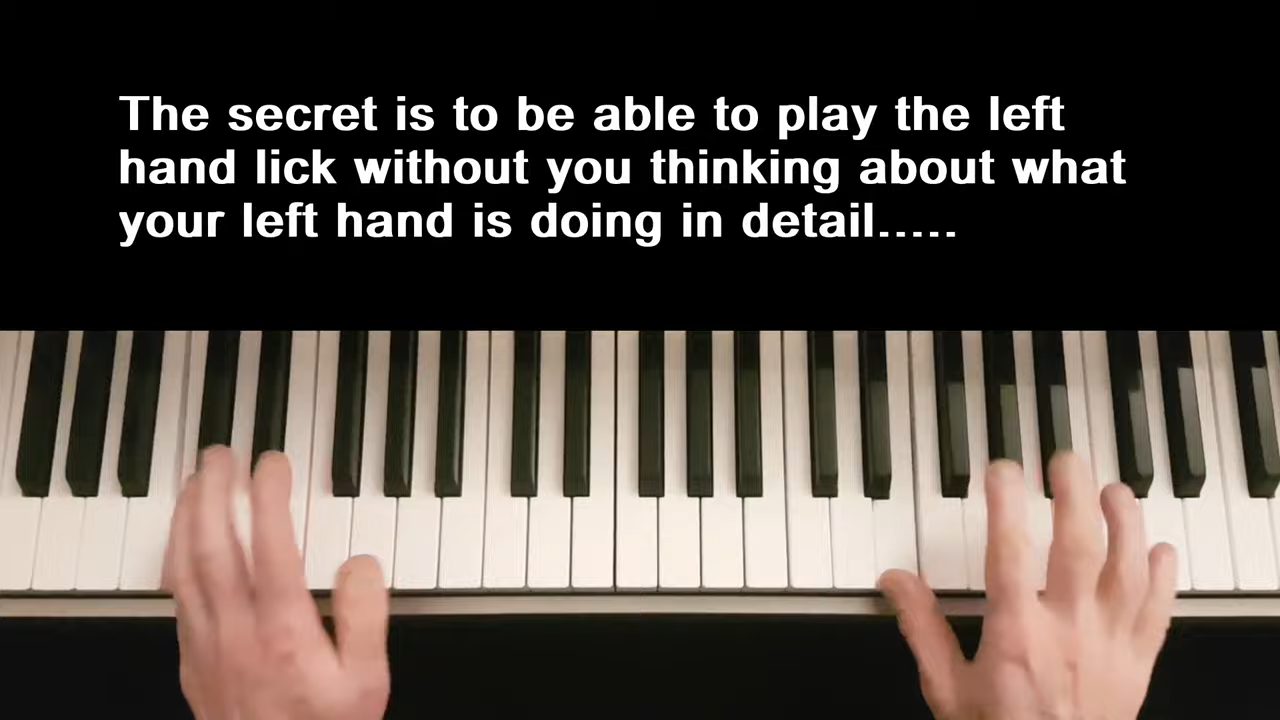 The secret is to be able to play the left
hand lick without you thinking about what
your left hand is doing in detail.....